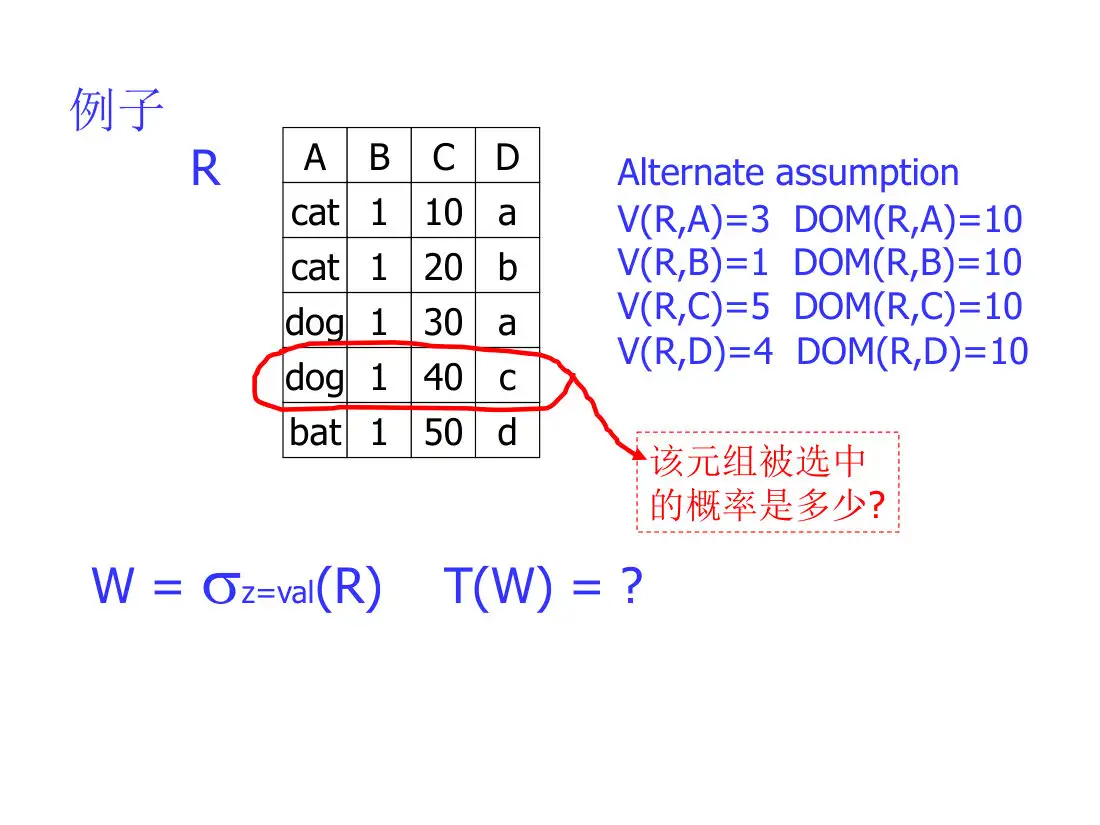 例子
R
A B C D
cat 1 10 a
cat 1 20 b
dog 1 30 a
dog 1 40 c
bat 1 50 d
Alternate assumption
V(R,A)=3 DOM(R,A)=10
V(R,B)=1 DOM(R,B)=10
V(R,C)=5 DOM(R,C)=10
V(R,D)=4 DOM(R,D)=10
该元组被选中
的概率是多少?
W = σz=val(R) T(W) = ?